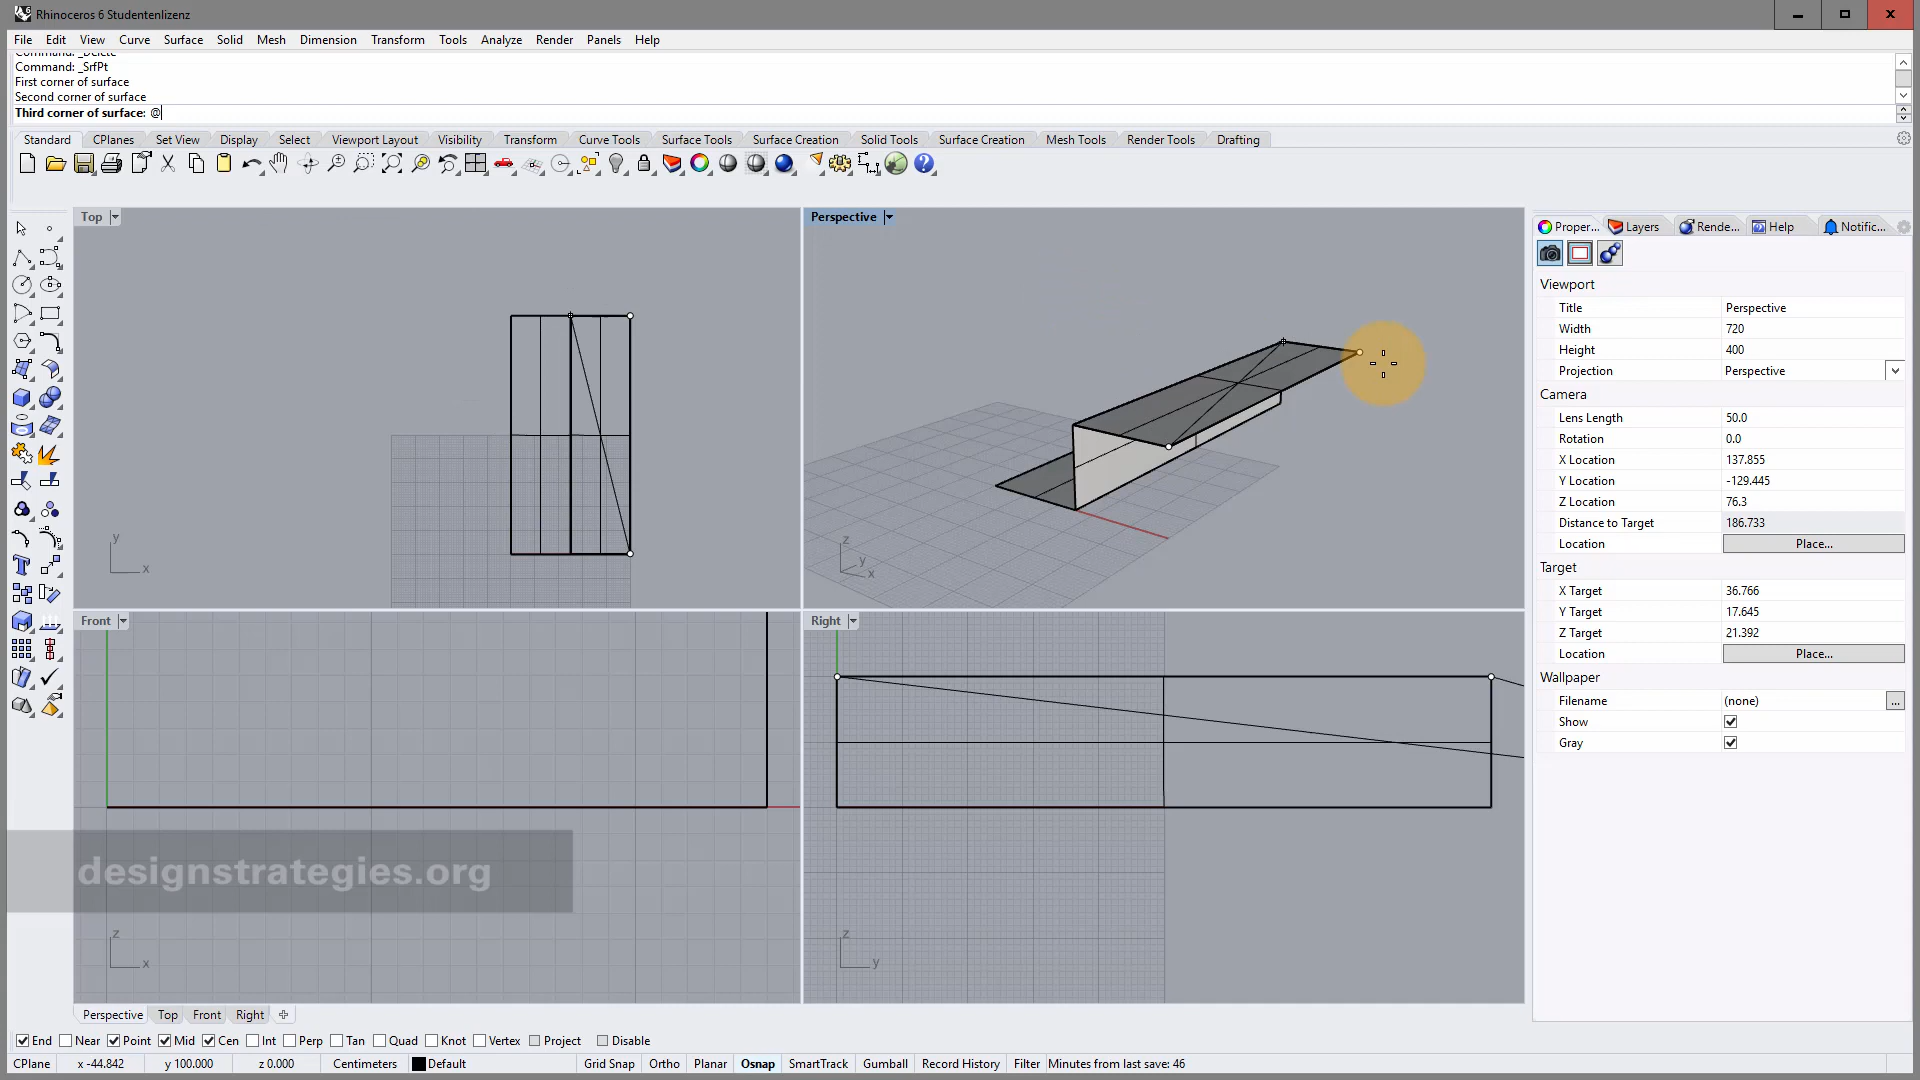 Rhinoceros 6 Studentenlizenz
File Edit View Curve Surface Solid Mesh Dimension Transform Tools Analyze Render Panels Help
Command: _Delete
Command: _SrfPt
First corner of surface
Second corner of surface
Third corner of surface: @
Standard CPlanes Set View Display Select Viewport Layout Visibility Transform Curve Tools Surface Tools Surface Creation Solid Tools Surface Creation Mesh Tools Render Tools Drafting
Top
Perspective
Proper... Layers Rende... Help Notific...
Viewport
Title Perspective
Width 720
Height 400
Projection Perspective
Camera
Lens Length 50.0
Rotation 0.0
X Location 137.855
Y Location -129.445
Z Location 76.3
Distance to Target 186.733
Location Place...
Target
X Target 36.766
Y Target 17.645
Z Target 21.392
Location Place...
Wallpaper
Filename (none) ...
Show
Gray
y
x
z
y
x
Front
Right
designstrategies.org
z
x
z
y
Perspective Top Front Right
End Near Point Mid Cen Int Perp Tan Quad Knot Vertex Project Disable
CPlane x -44.842 y 100.000 z 0.000 Centimeters Default Grid Snap Ortho Planar Osnap SmartTrack Gumball Record History Filter Minutes from last save: 46